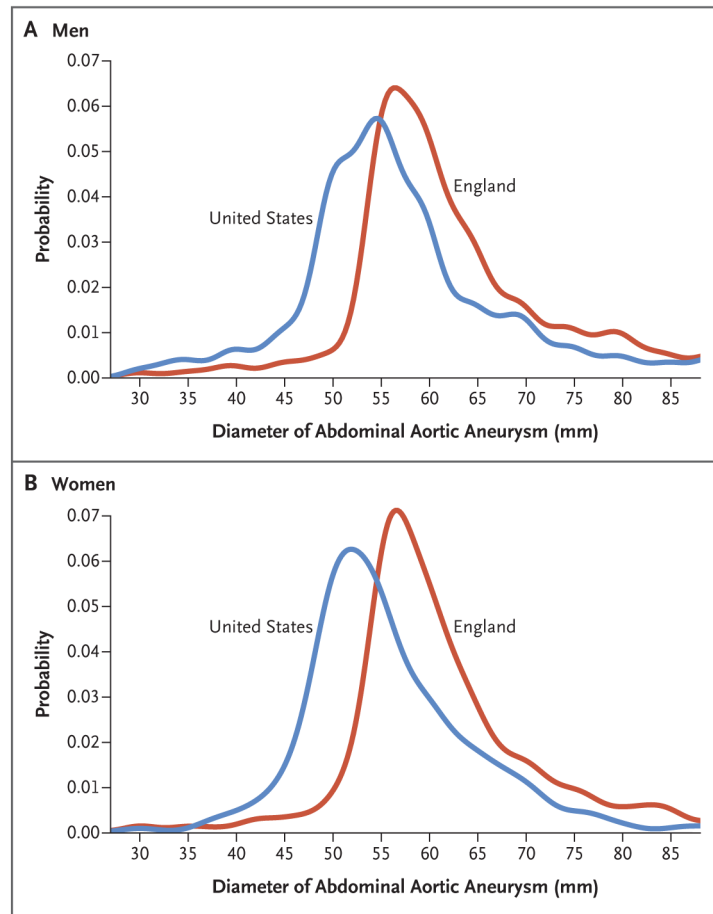 A Men
0.07
0.06
0.05
0.04
0.03
0.02
0.01
0.00
Probability
United States
England
30 35 40 45 50 55 60 65 70 75 80 85
Diameter of Abdominal Aortic Aneurysm (mm)
B Women
0.07
0.06
0.05
0.04
0.03
0.02
0.01
0.00
Probability
United States
England
30 35 40 45 50 55 60 65 70 75 80 85
Diameter of Abdominal Aortic Aneurysm (mm)